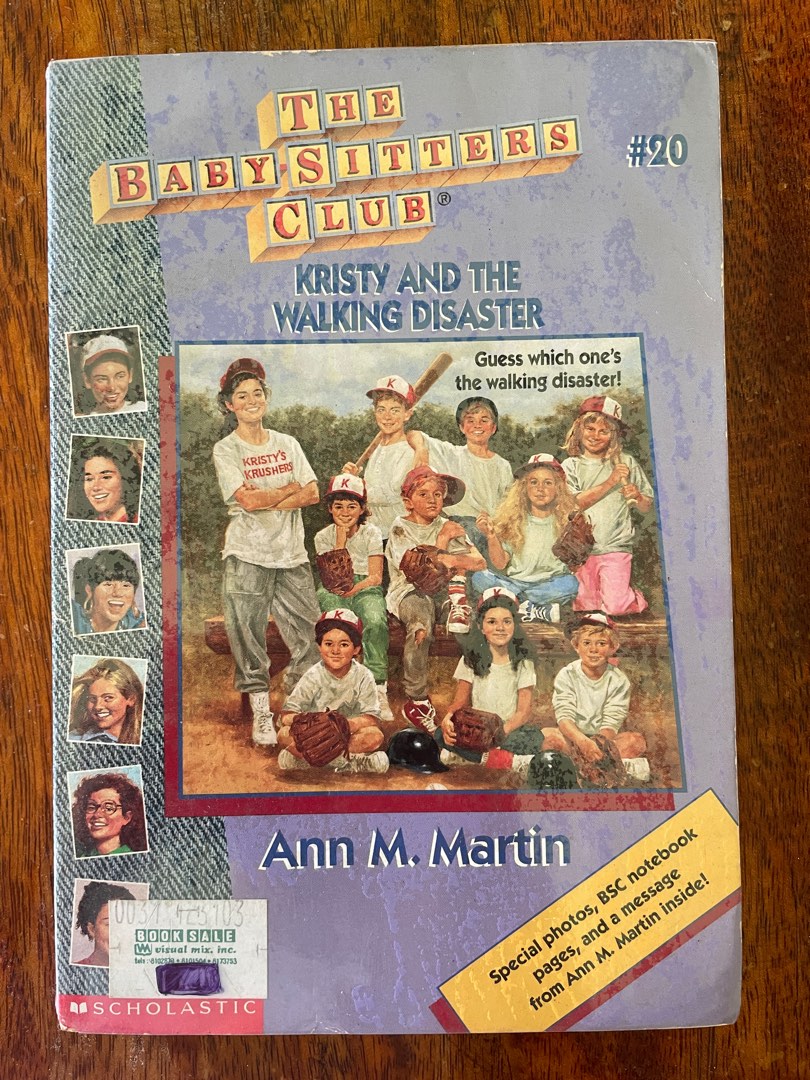 THE
BABY-SITTERS
CLUB®
#20
KRISTY AND THE
WALKING DISASTER
Guess which one's
the walking disaster!
K
K
KRISTY'S
KRUSHERS
K
K
K
K
K
Ann M. Martin
Special photos, BSC notebook
pages, and a message
from Ann M. Martin inside!
BOOK SALE
visual mix, inc.
SCHOLASTIC